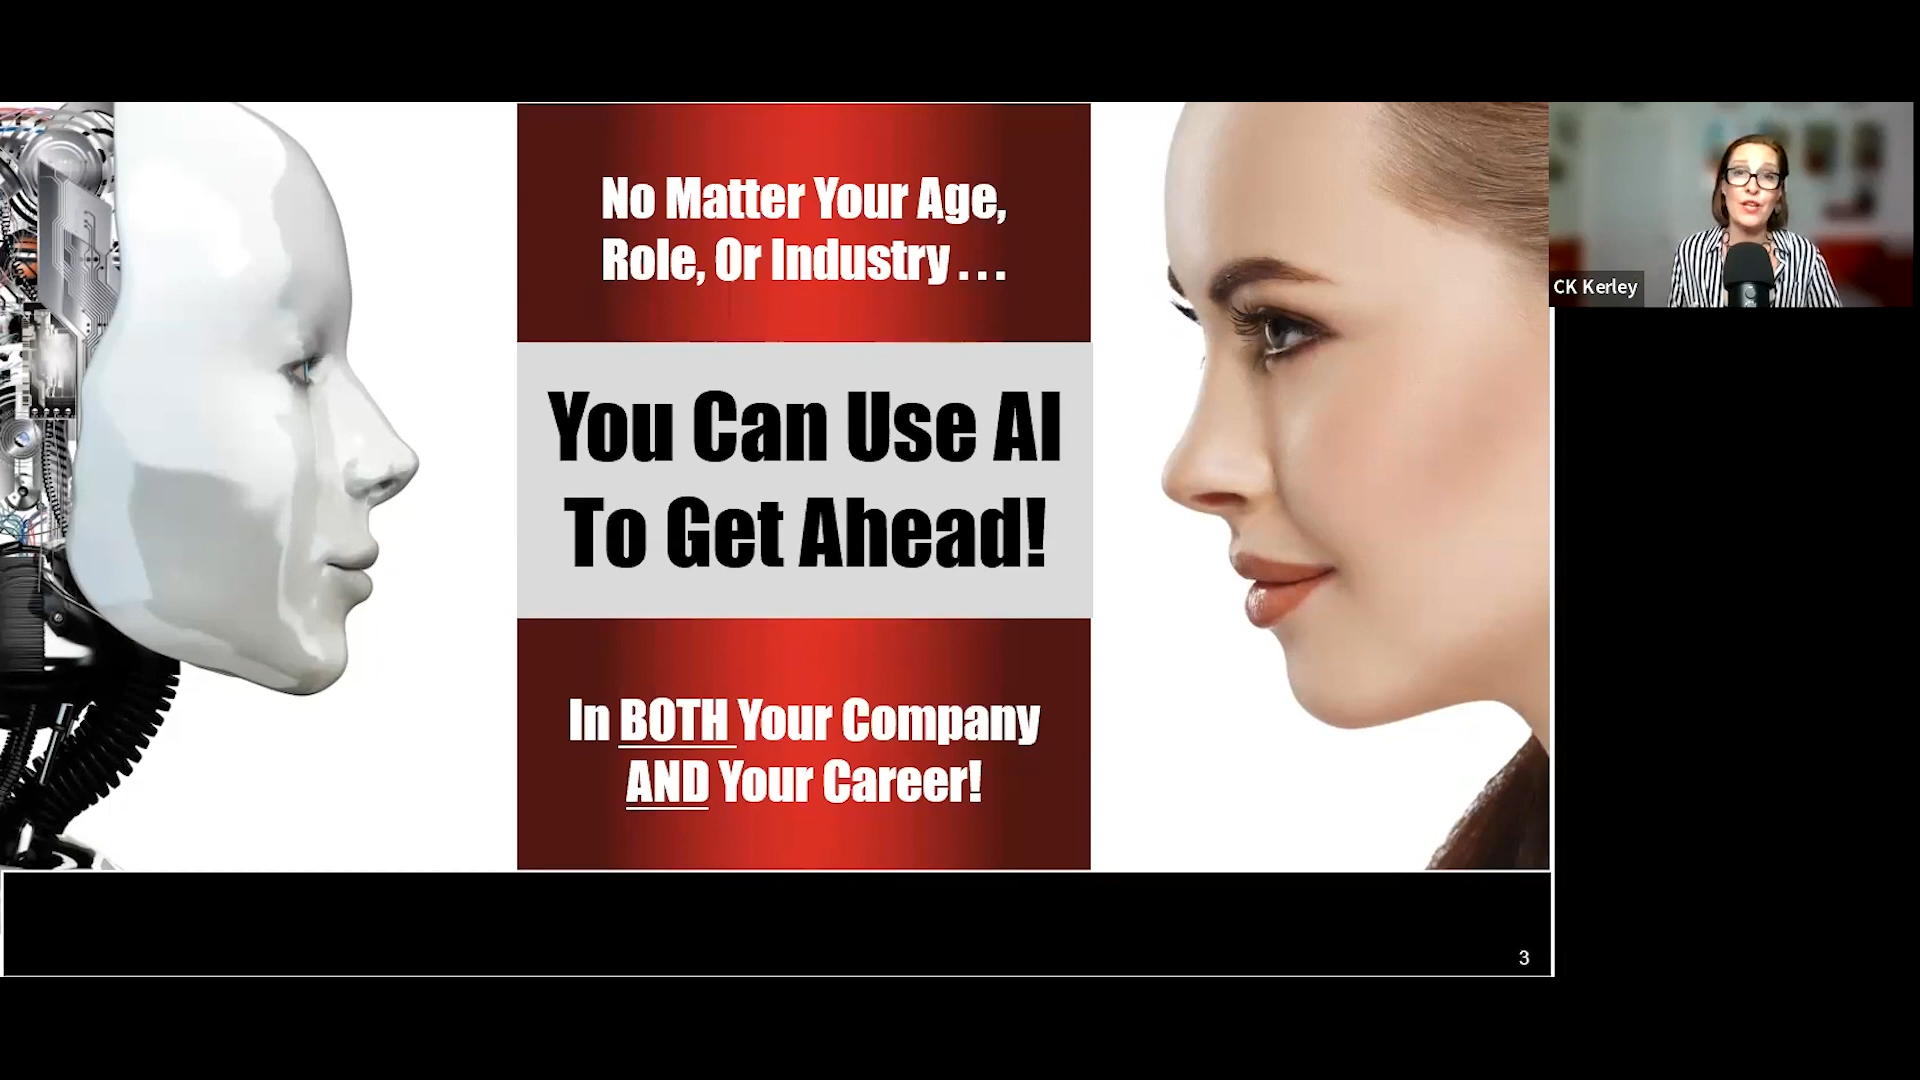 No Matter Your Age,
Role, Or Industry . . .
You Can Use AI
To Get Ahead!
In BOTH Your Company
AND Your Career!
CK Kerley
3